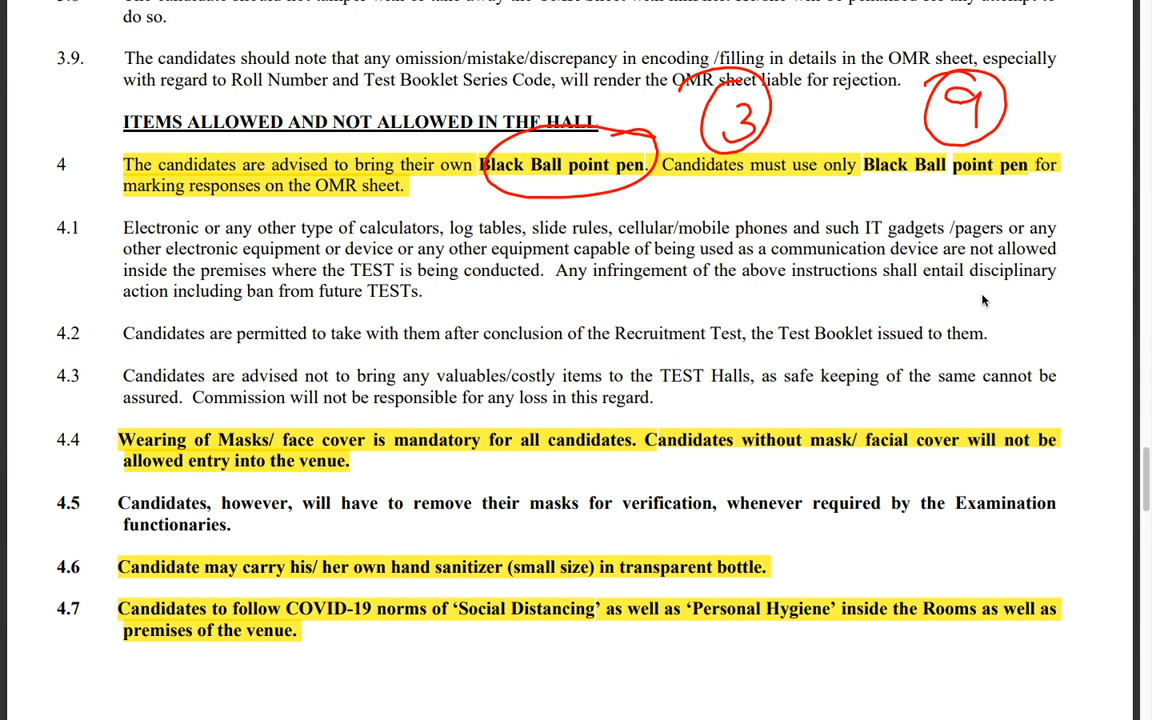 do so.
3.9. The candidates should note that any omission/mistake/discrepancy in encoding /filling in details in the OMR sheet, especially
with regard to Roll Number and Test Booklet Series Code, will render the OMR sheet liable for rejection.
3
9
ITEMS ALLOWED AND NOT ALLOWED IN THE HALL
4 The candidates are advised to bring their own Black Ball point pen. Candidates must use only Black Ball point pen for
marking responses on the OMR sheet.
4.1 Electronic or any other type of calculators, log tables, slide rules, cellular/mobile phones and such IT gadgets /pagers or any
other electronic equipment or device or any other equipment capable of being used as a communication device are not allowed
inside the premises where the TEST is being conducted. Any infringement of the above instructions shall entail disciplinary
action including ban from future TESTs.
4.2 Candidates are permitted to take with them after conclusion of the Recruitment Test, the Test Booklet issued to them.
4.3 Candidates are advised not to bring any valuables/costly items to the TEST Halls, as safe keeping of the same cannot be
assured. Commission will not be responsible for any loss in this regard.
4.4 Wearing of Masks/ face cover is mandatory for all candidates. Candidates without mask/ facial cover will not be
allowed entry into the venue.
4.5 Candidates, however, will have to remove their masks for verification, whenever required by the Examination
functionaries.
4.6 Candidate may carry his/ her own hand sanitizer (small size) in transparent bottle.
4.7 Candidates to follow COVID-19 norms of ‘Social Distancing’ as well as ‘Personal Hygiene’ inside the Rooms as well as
premises of the venue.